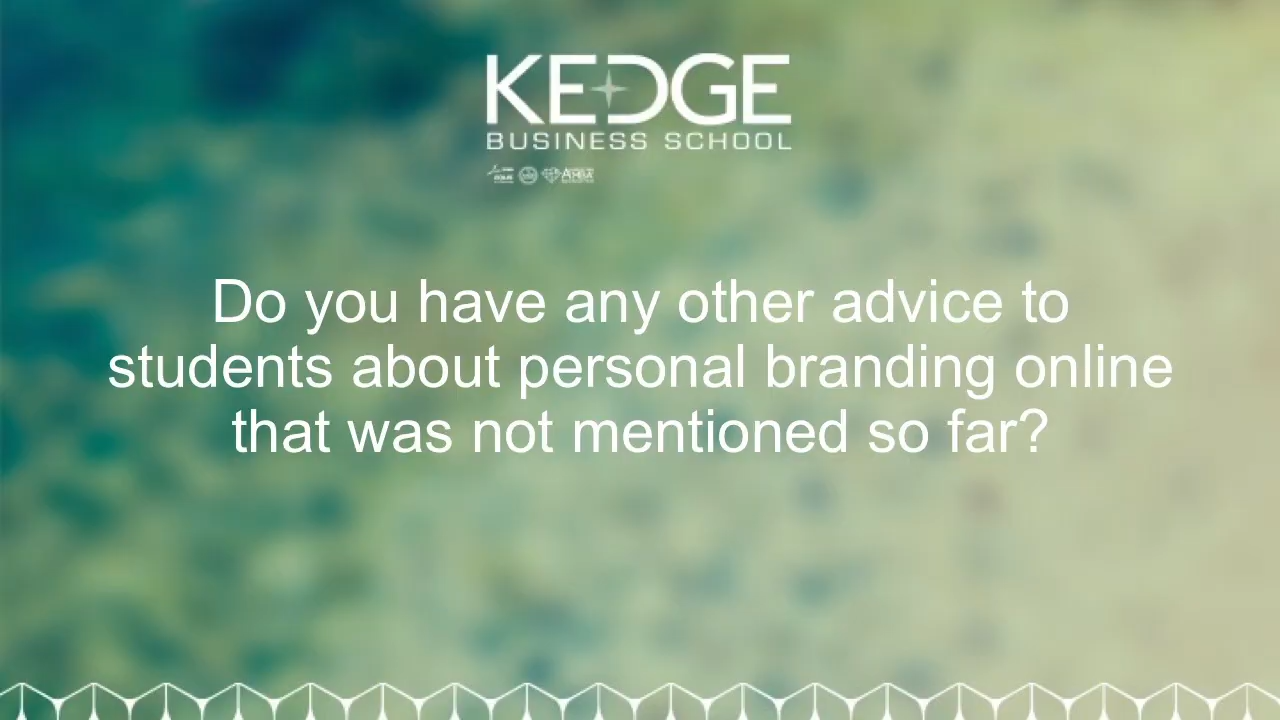 KEDGE
BUSINESS SCHOOL
Do you have any other advice to
students about personal branding online
that was not mentioned so far?